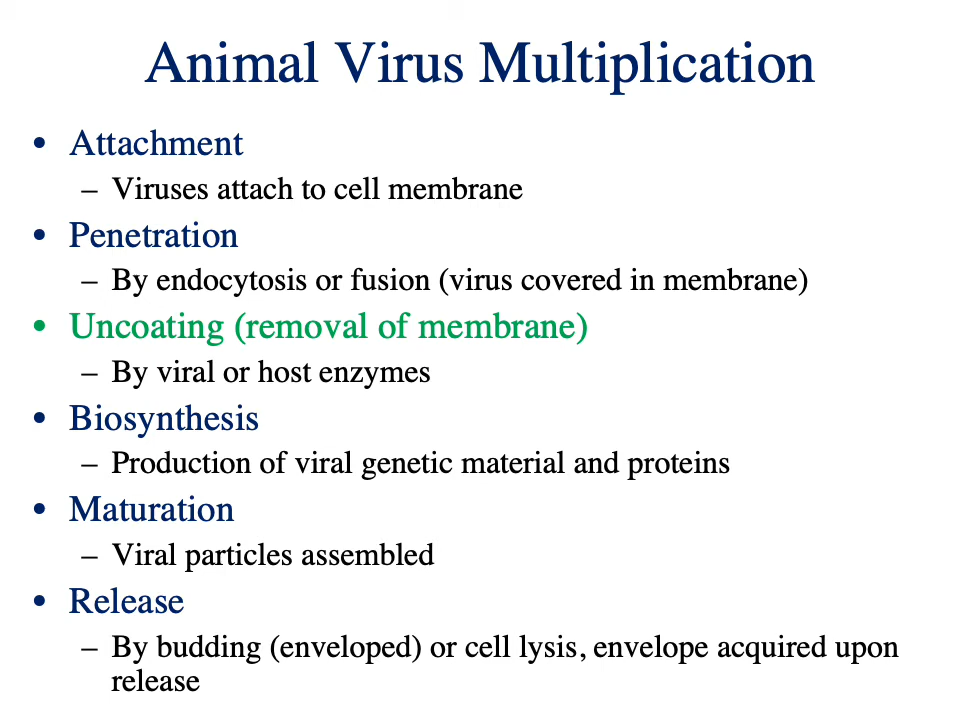 Animal Virus Multiplication
• Attachment
– Viruses attach to cell membrane
• Penetration
– By endocytosis or fusion (virus covered in membrane)
• Uncoating (removal of membrane)
– By viral or host enzymes
• Biosynthesis
– Production of viral genetic material and proteins
• Maturation
– Viral particles assembled
• Release
– By budding (enveloped) or cell lysis, envelope acquired upon
release